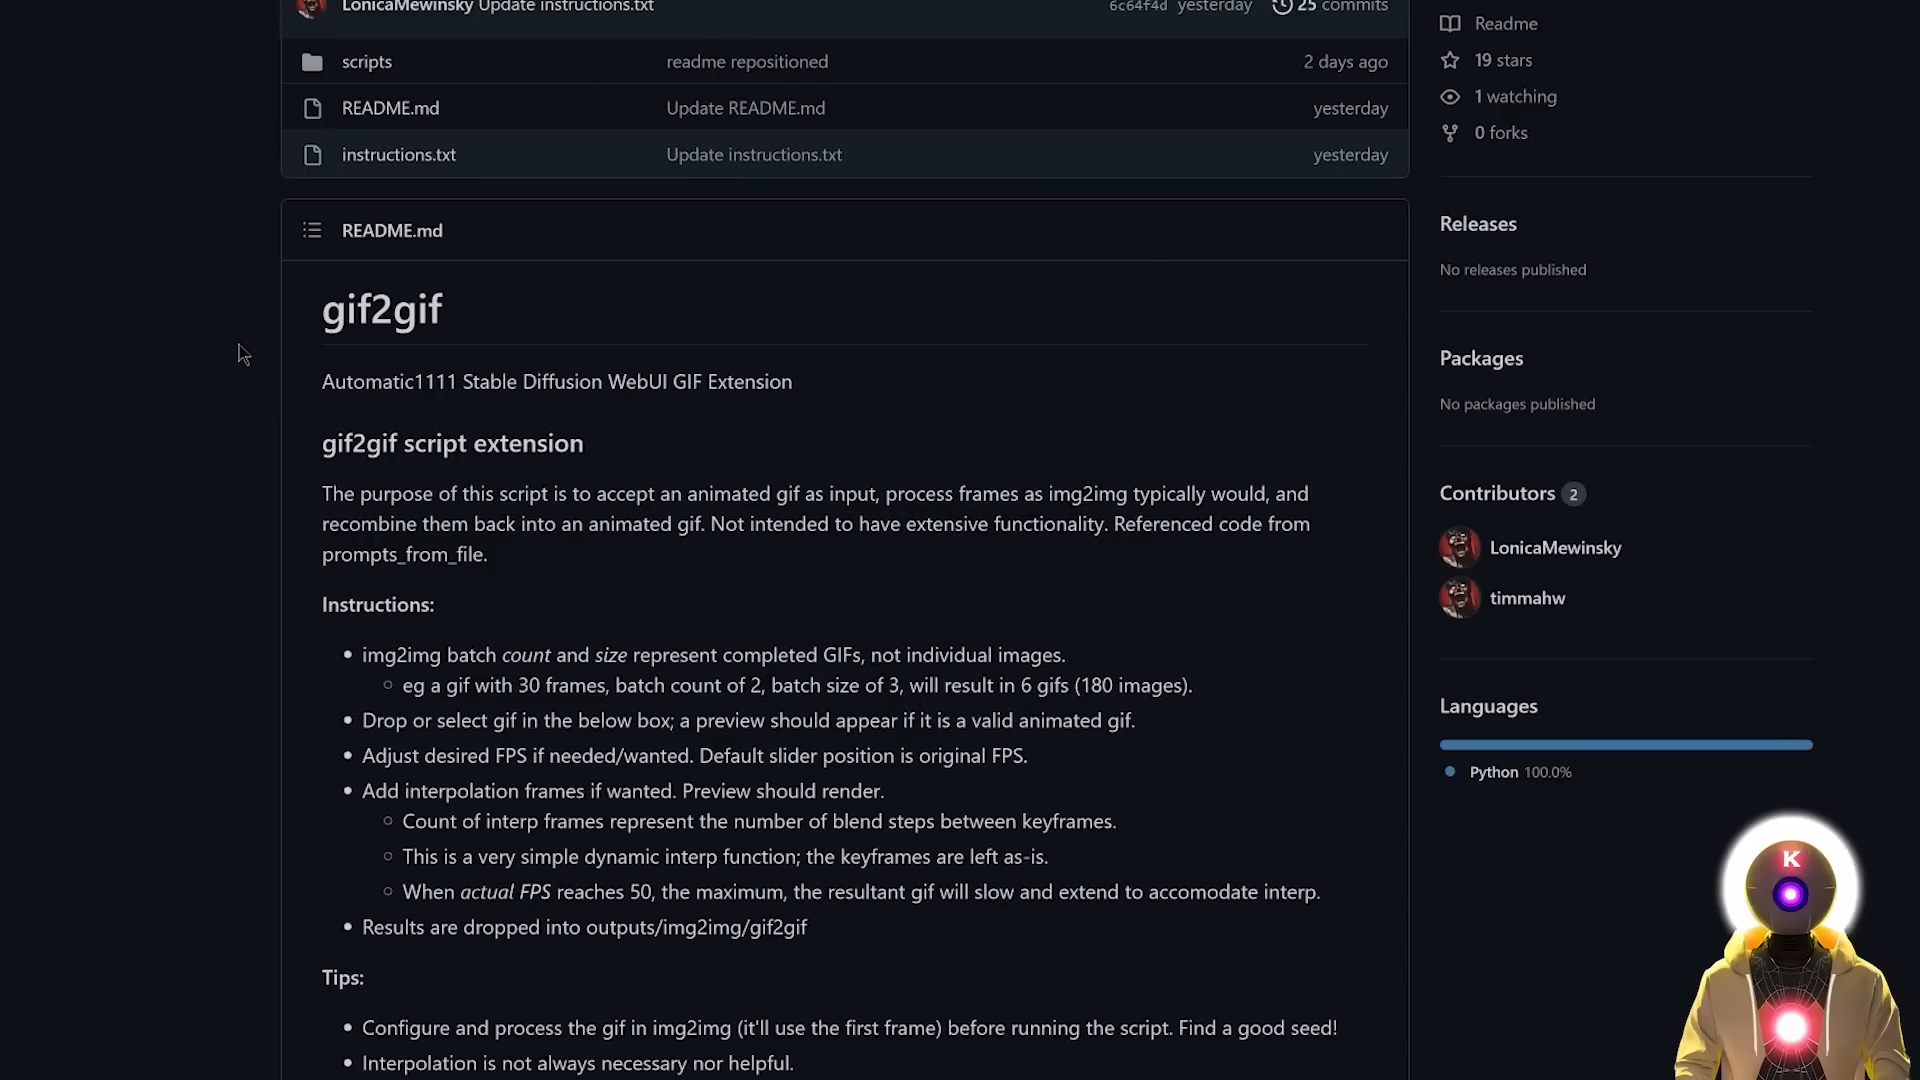 LonicaMewinsky Update instructions.txt 6c64f4d yesterday 25 commits
scripts readme repositioned 2 days ago
README.md Update README.md yesterday
instructions.txt Update instructions.txt yesterday
README.md
gif2gif
Automatic1111 Stable Diffusion WebUI GIF Extension
gif2gif script extension
The purpose of this script is to accept an animated gif as input, process frames as img2img typically would, and
recombine them back into an animated gif. Not intended to have extensive functionality. Referenced code from
prompts_from_file.
Instructions:
img2img batch count and size represent completed GIFs, not individual images.
eg a gif with 30 frames, batch count of 2, batch size of 3, will result in 6 gifs (180 images).
Drop or select gif in the below box; a preview should appear if it is a valid animated gif.
Adjust desired FPS if needed/wanted. Default slider position is original FPS.
Add interpolation frames if wanted. Preview should render.
Count of interp frames represent the number of blend steps between keyframes.
This is a very simple dynamic interp function; the keyframes are left as-is.
When actual FPS reaches 50, the maximum, the resultant gif will slow and extend to accomodate interp.
Results are dropped into outputs/img2img/gif2gif
Tips:
Configure and process the gif in img2img (it'll use the first frame) before running the script. Find a good seed!
Interpolation is not always necessary nor helpful.
Readme
19 stars
1 watching
0 forks
Releases
No releases published
Packages
No packages published
Contributors 2
LonicaMewinsky
timmahw
Languages
Python 100.0%
K